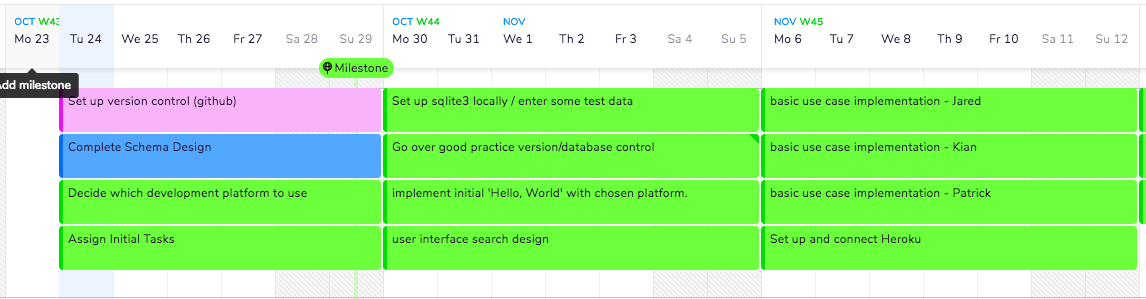 OCT W43
OCT W44
NOV
NOV W45
Mo 23 Tu 24 We 25 Th 26 Fr 27 Sa 28 Su 29 Mo 30 Tu 31 We 1 Th 2 Fr 3 Sa 4 Su 5 Mo 6 Tu 7 We 8 Th 9 Fr 10 Sa 11 Su 12
Milestone
Add milestone
Set up version control (github)
Set up sqlite3 locally / enter some test data
basic use case implementation - Jared
Complete Schema Design
Go over good practice version/database control
basic use case implementation - Kian
Decide which development platform to use
implement initial 'Hello, World' with chosen platform.
basic use case implementation - Patrick
Assign Initial Tasks
user interface search design
Set up and connect Heroku